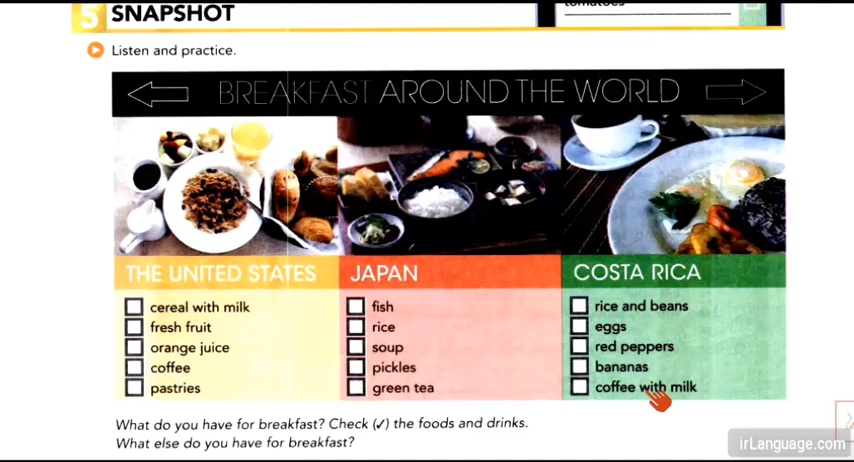 5 SNAPSHOT
tomatoes
Listen and practice.
BREAKFAST AROUND THE WORLD
THE UNITED STATES
cereal with milk
fresh fruit
orange juice
coffee
pastries
JAPAN
fish
rice
soup
pickles
green tea
COSTA RICA
rice and beans
eggs
red peppers
bananas
coffee with milk
What do you have for breakfast? Check (✓) the foods and drinks.
What else do you have for breakfast?
irLanguage.com